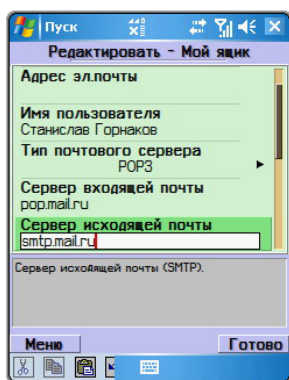 Пуск
Редактировать - Мой ящик
Адрес эл.почты
Имя пользователя
Станислав Горнаков
Тип почтового сервера
POP3
Сервер входящей почты
pop.mail.ru
Сервер исходящей почты
smtp.mail.ru
Сервер исходящей почты (SMTP).
Меню Готово